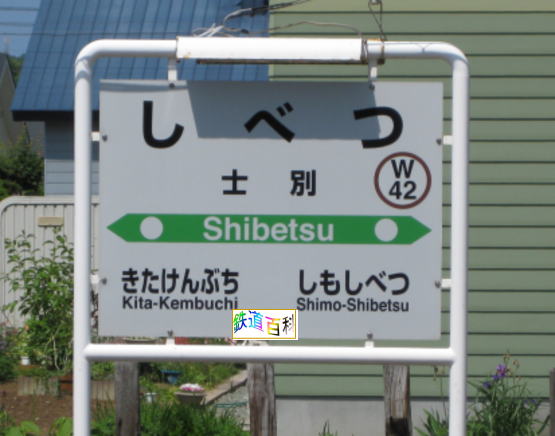 しべつ
士別
W
42
Shibetsu
きたけんぶち しもしべつ
Kita-Kembuchi Shimo-Shibetsu
鉄道百科